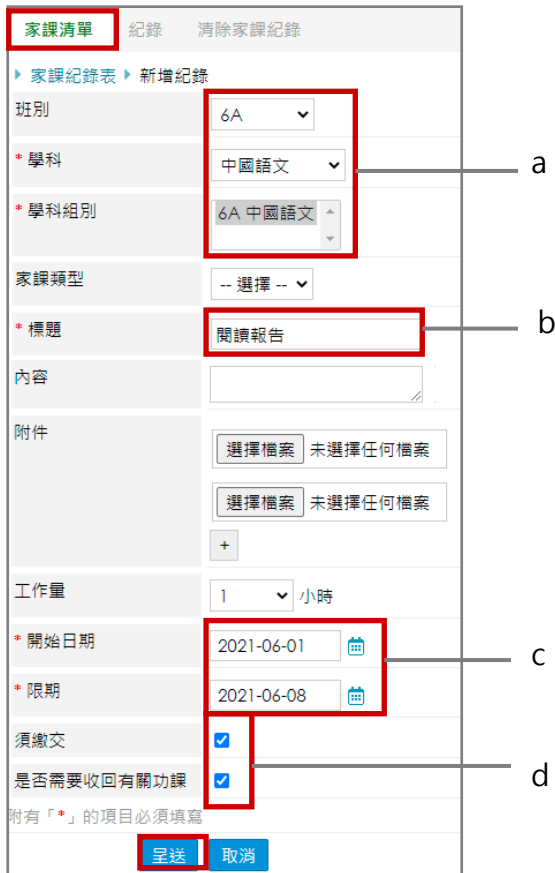 家課清單 紀錄 清除家課紀錄
家課紀錄表 新增紀錄
班別 6A
* 學科 中國語文
a
* 學科組別 6A 中國語文
家課類型 -- 選擇 --
* 標題 閱讀報告
b
內容
附件 選擇檔案 未選擇任何檔案
選擇檔案 未選擇任何檔案
+
工作量 1 小時
* 開始日期 2021-06-01
c
* 限期 2021-06-08
須繳交
d
是否需要收回有關功課
附有「*」的項目必須填寫
呈送 取消